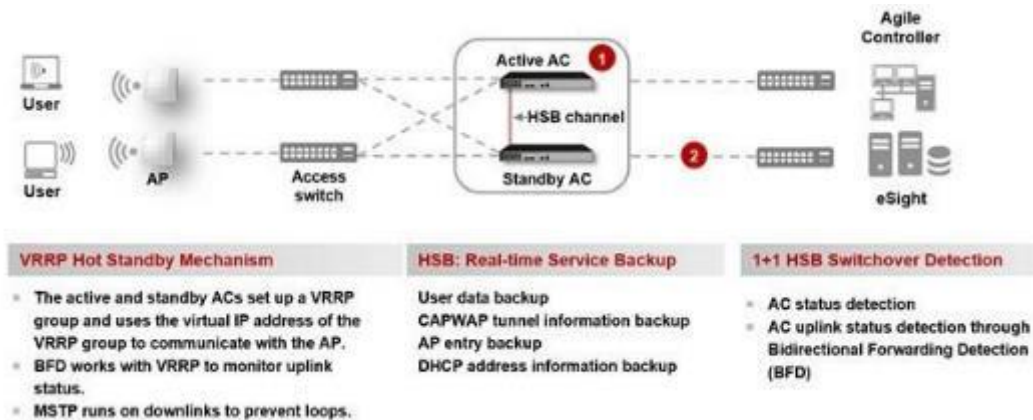 Agile
Controller
Active AC
1
User
HSB channel
2
User
AP
Access
switch
Standby AC
eSight
VRRP Hot Standby Mechanism
The active and standby ACs set up a VRRP
group and uses the virtual IP address of the
VRRP group to communicate with the AP.
BFD works with VRRP to monitor uplink
status.
MSTP runs on downlinks to prevent loops.
HSB: Real-time Service Backup
User data backup
CAPWAP tunnel information backup
AP entry backup
DHCP address information backup
1+1 HSB Switchover Detection
AC status detection
AC uplink status detection through
Bidirectional Forwarding Detection
(BFD)